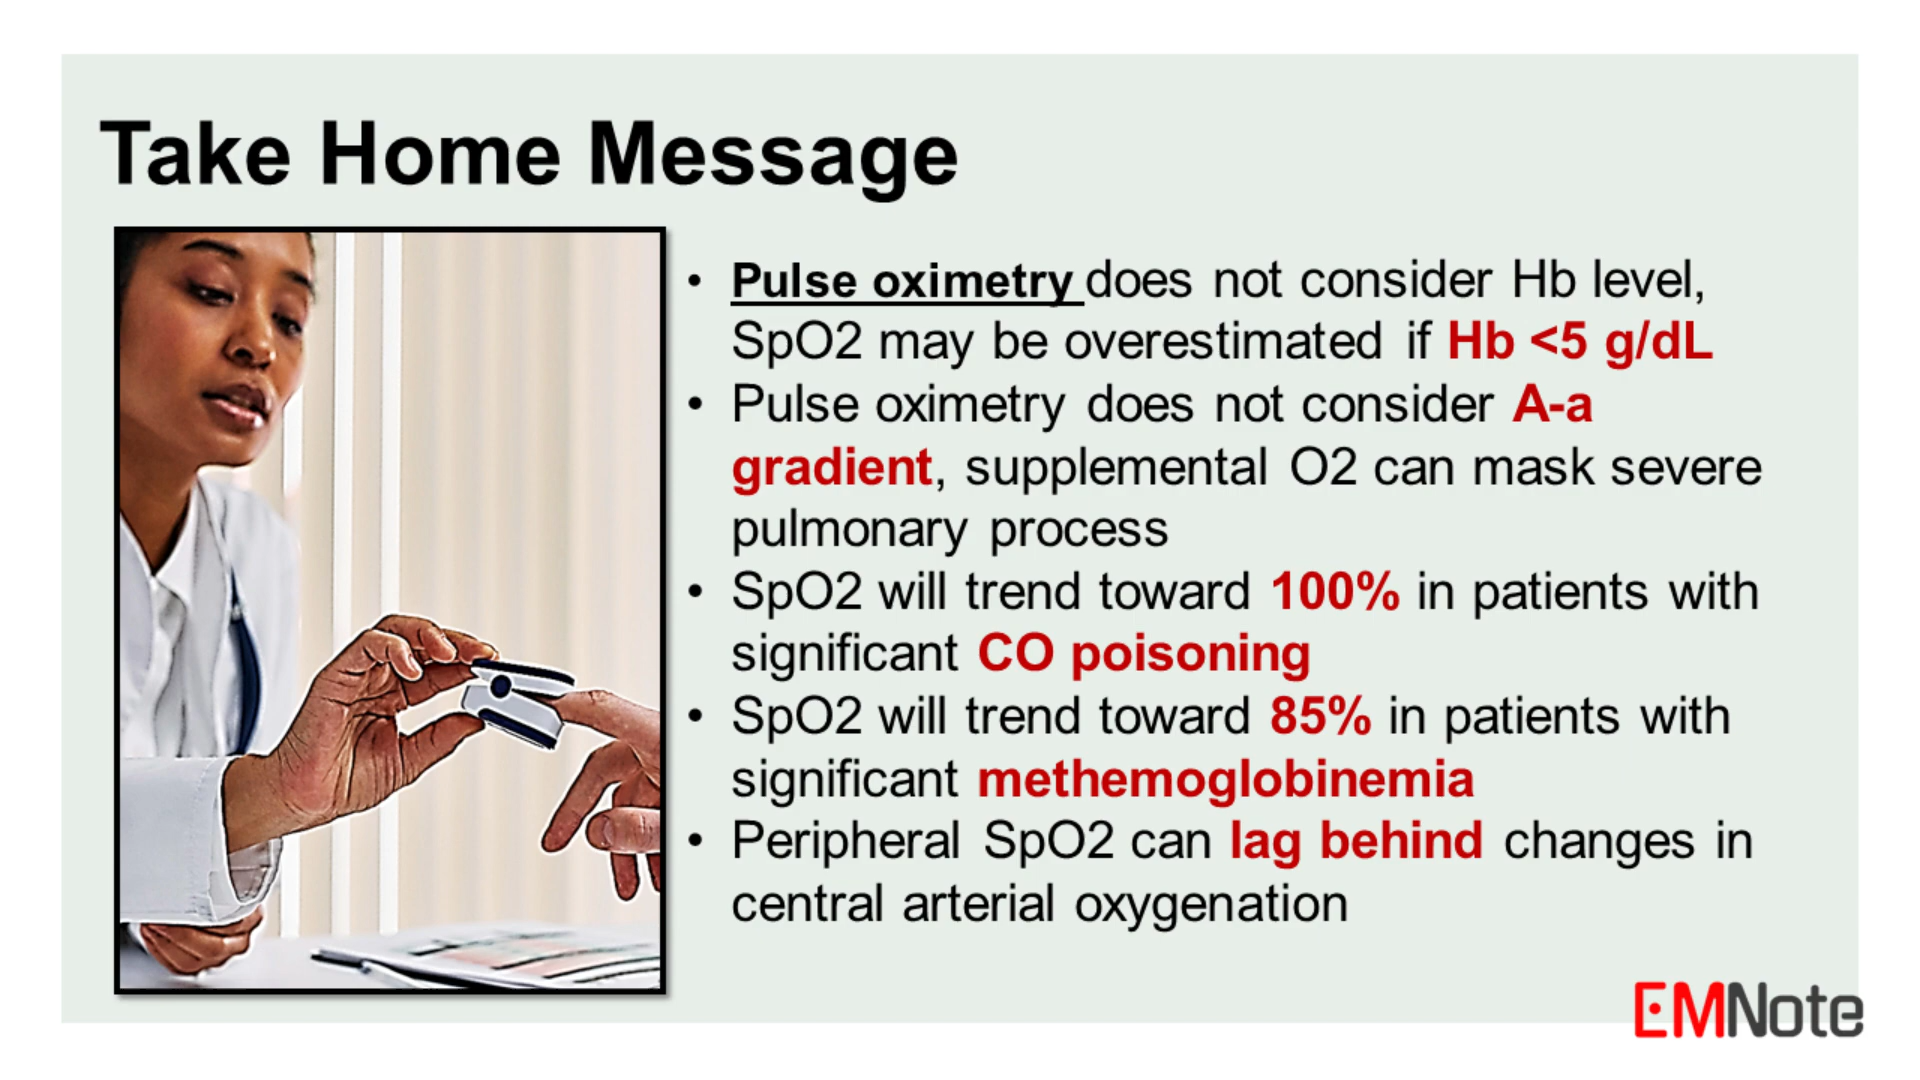 Take Home Message
• Pulse oximetry does not consider Hb level,
SpO2 may be overestimated if Hb <5 g/dL
• Pulse oximetry does not consider A-a
gradient, supplemental O2 can mask severe
pulmonary process
• SpO2 will trend toward 100% in patients with
significant CO poisoning
• SpO2 will trend toward 85% in patients with
significant methemoglobinemia
• Peripheral SpO2 can lag behind changes in
central arterial oxygenation
EMNote